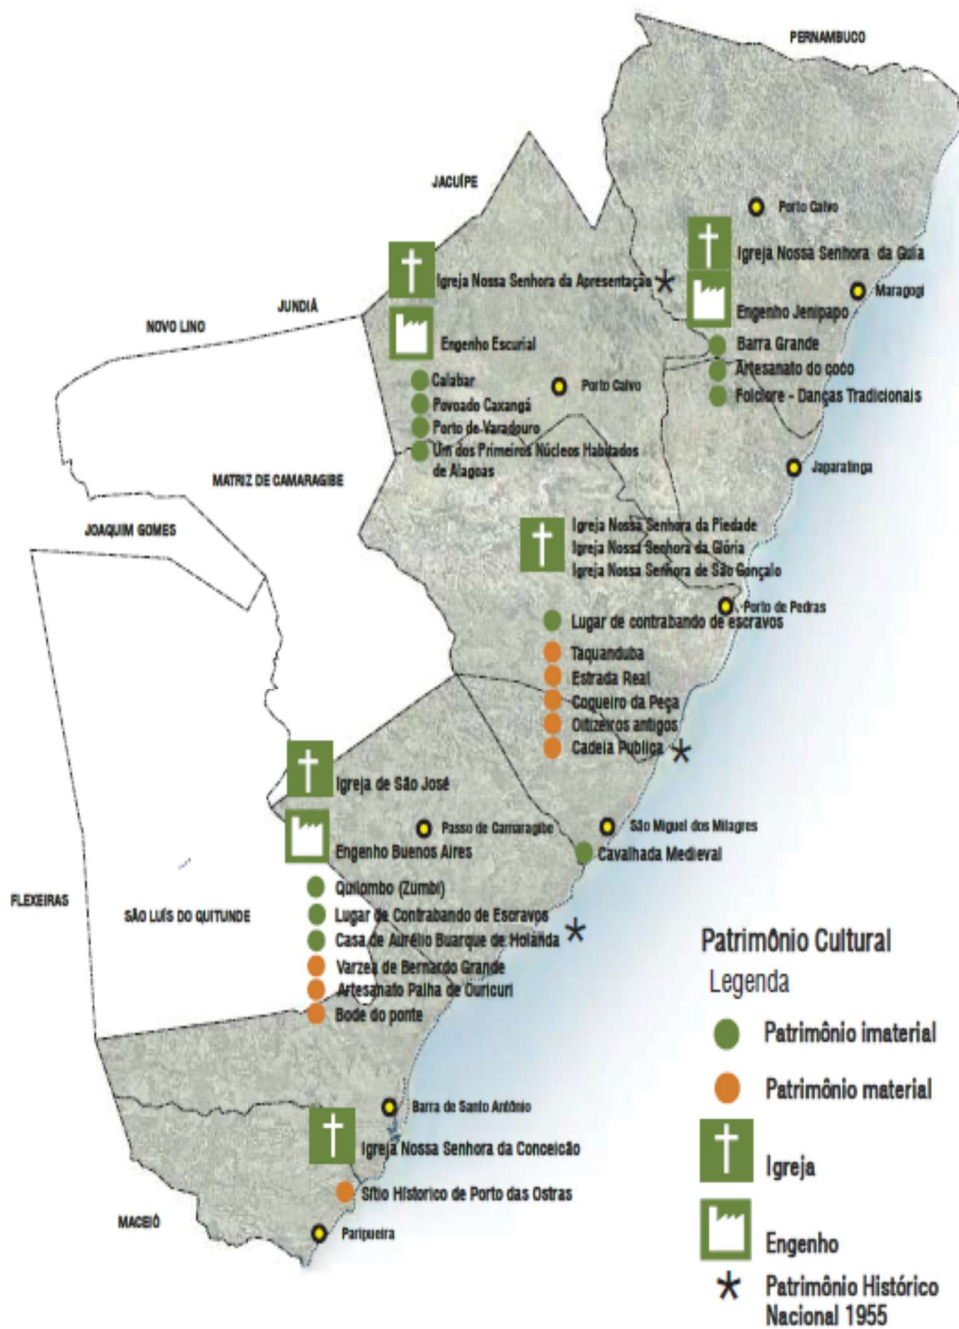 PERNAMBUCO
JACUÍPE
Porto Calvo
Igreja Nossa Senhora da Guia
Igreja Nossa Senhora da Apresentação
Maragogi
JUNDIÁ
Engenho Jenipapo
NOVO LINO
Engenho Escurial
Barra Grande
Artesanato do coco
Calabar
Porto Calvo
Folclore - Danças Tradicionais
Povoado Caxangá
Porto de Varadouro
Um dos Primeiros Núcleos Habitados
de Alagoas
Japaratinga
MATRIZ DE CAMARAGIBE
JOAQUIM GOMES
Igreja Nossa Senhora da Piedade
Igreja Nossa Senhora da Glória
Igreja Nossa Senhora de São Gonçalo
Porto de Pedras
Lugar de contrabando de escravos
Taquanduba
Estrada Real
Coqueiro da Peça
Oitizeiros antigos
Cadeia Publica
Igreja de São José
Passo de Camaragibe
São Miguel dos Milagres
Engenho Buenos Aires
Cavalhada Medieval
Quilombo (Zumbi)
FLEXEIRAS
SÃO LUÍS DO QUITUNDE
Lugar de Contrabando de Escravos
Casa de Aurélio Buarque de Holanda
Varzea de Bernardo Grande
Artesanato Palha de Ouricuri
Bode do ponte
Barra de Santo Antônio
Igreja Nossa Senhora da Conceicão
Sítio Historico de Porto das Ostras
MACEIÓ
Paripueira
Patrimônio Cultural
Legenda
Patrimônio imaterial
Patrimônio material
Igreja
Engenho
Patrimônio Histórico
Nacional 1955